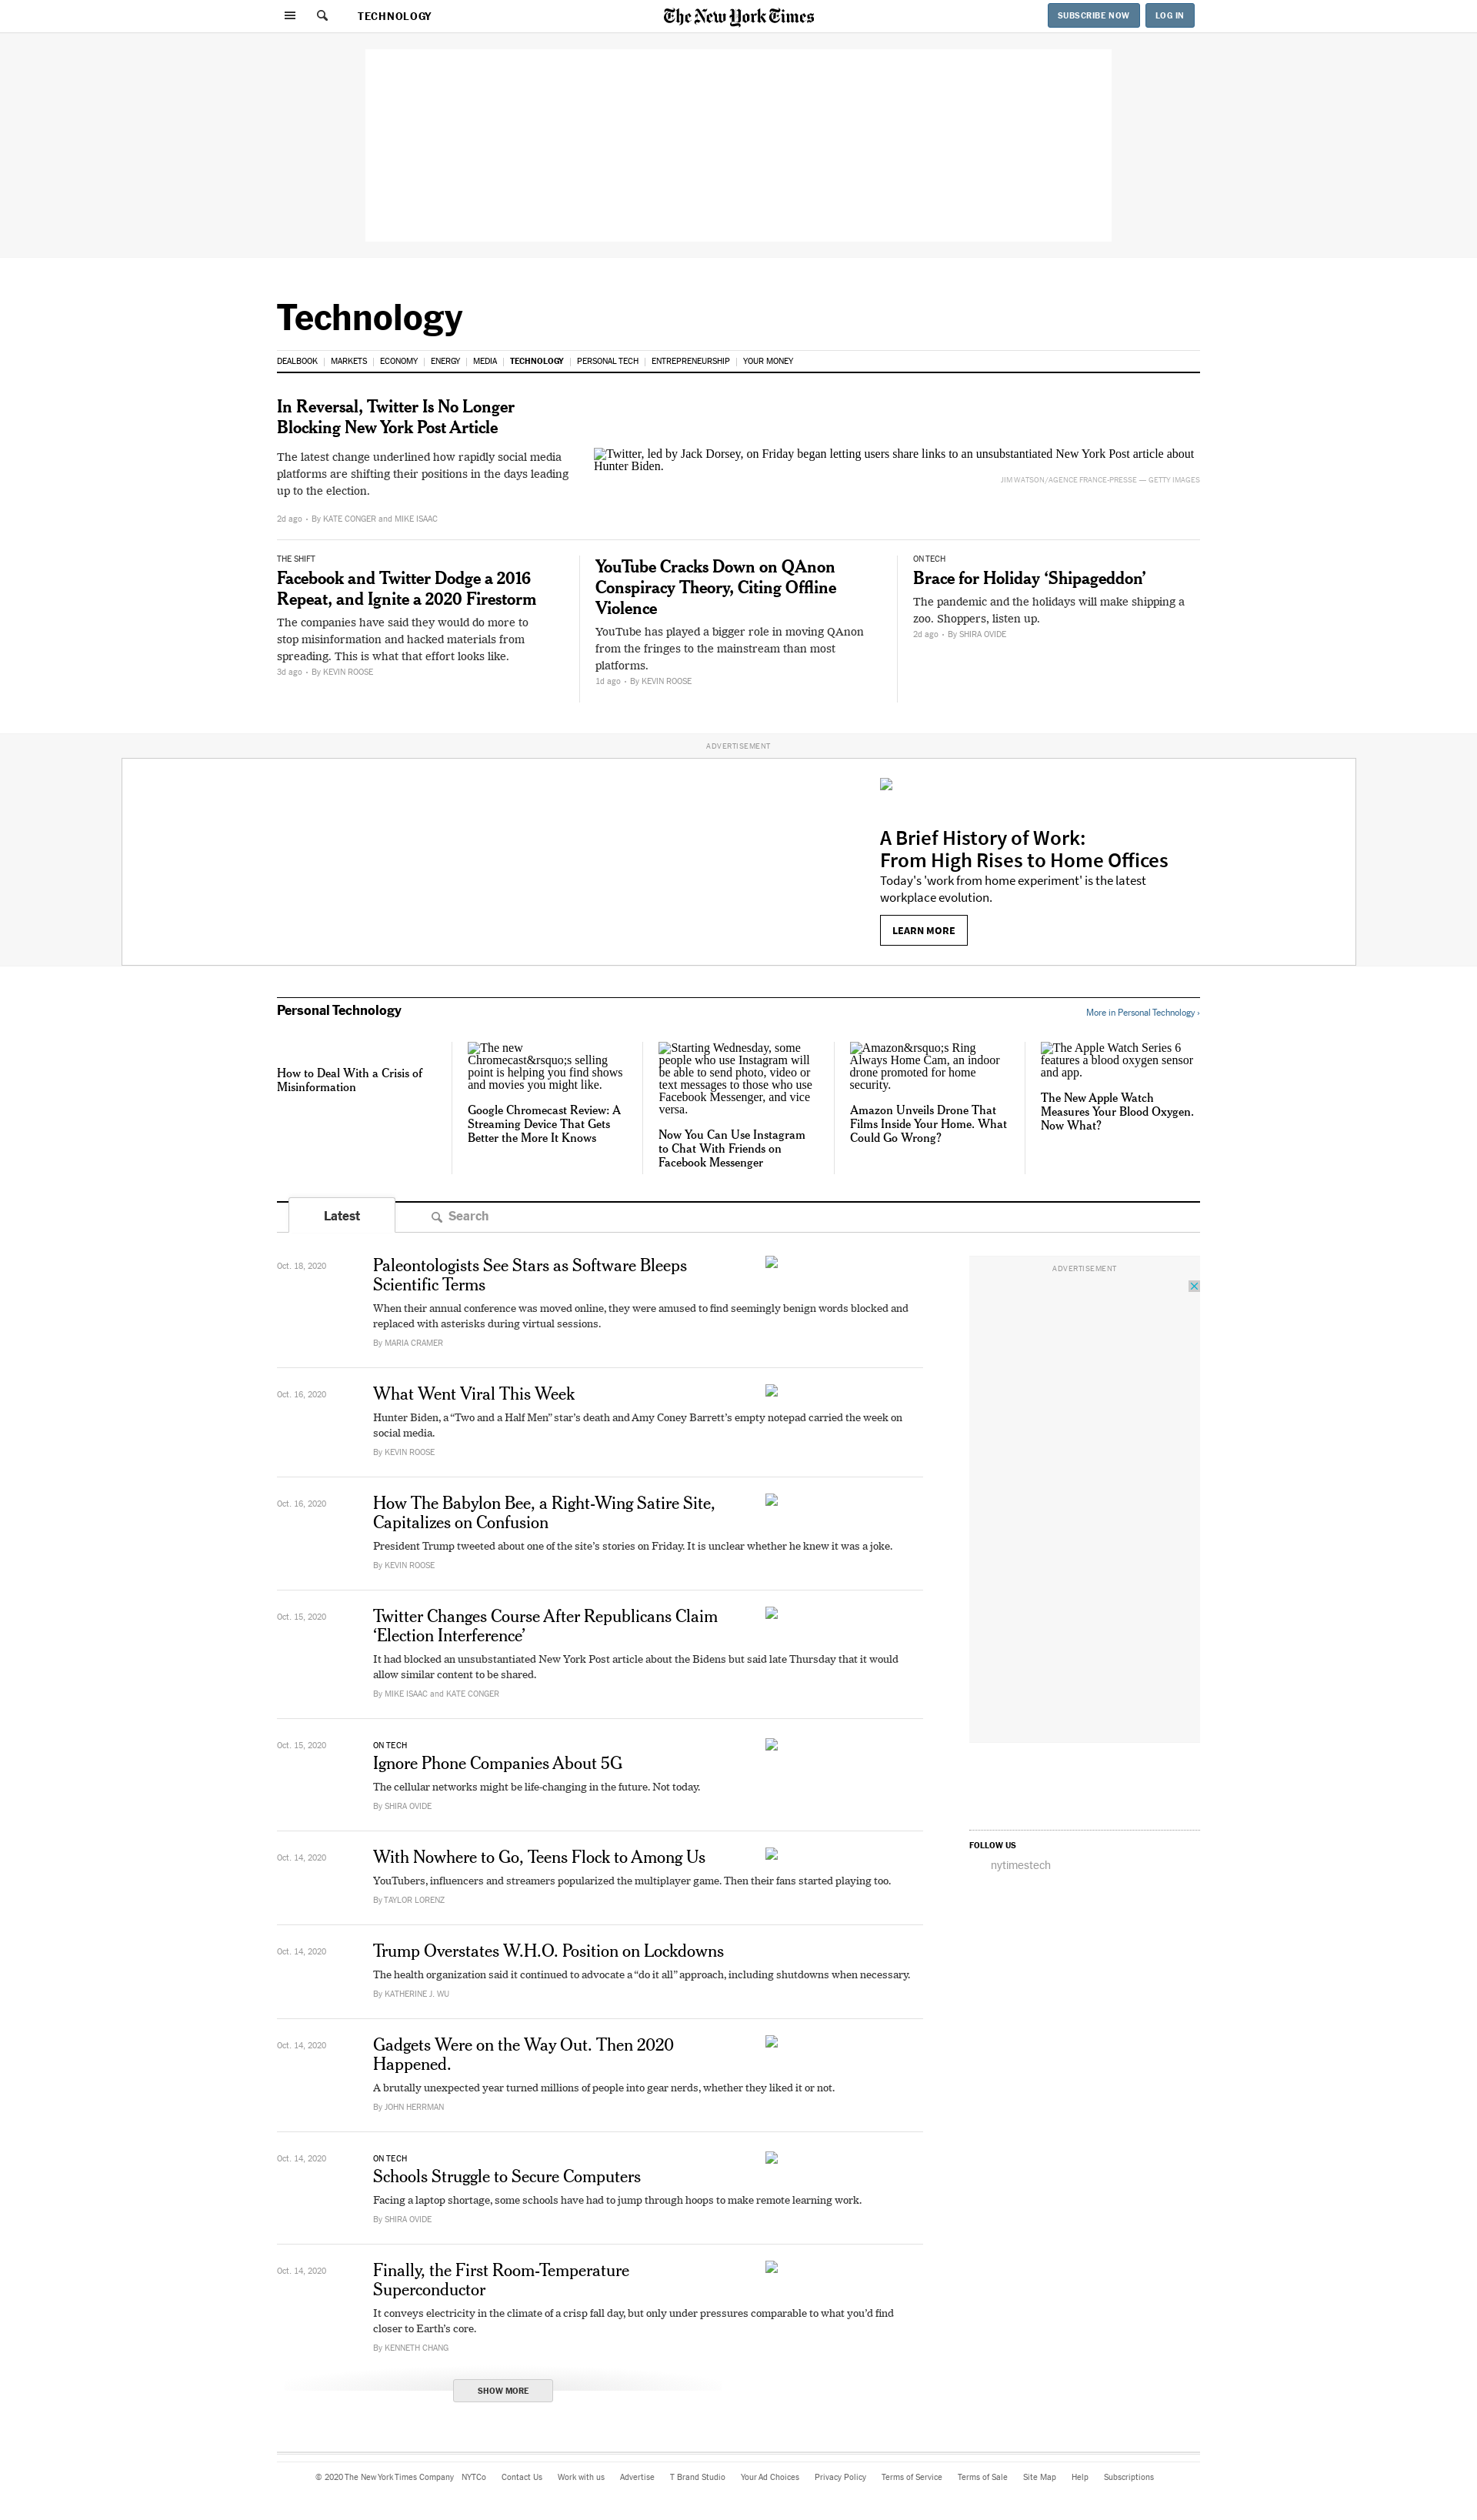 TECHNOLOGY
The New York Times
SUBSCRIBE NOW
LOG IN
Technology
DEALBOOK
MARKETS
ECONOMY
ENERGY
MEDIA
TECHNOLOGY
PERSONAL TECH
ENTREPRENEURSHIP
YOUR MONEY
In Reversal, Twitter Is No Longer
Blocking New York Post Article
The latest change underlined how rapidly social media
platforms are shifting their positions in the days leading
up to the election.
2d ago • By KATE CONGER and MIKE ISAAC
Twitter, led by Jack Dorsey, on Friday began letting users share links to an unsubstantiated New York Post article about
Hunter Biden.
JIM WATSON/AGENCE FRANCE-PRESSE — GETTY IMAGES
THE SHIFT
Facebook and Twitter Dodge a 2016
Repeat, and Ignite a 2020 Firestorm
The companies have said they would do more to
stop misinformation and hacked materials from
spreading. This is what that effort looks like.
3d ago • By KEVIN ROOSE
YouTube Cracks Down on QAnon
Conspiracy Theory, Citing Offline
Violence
YouTube has played a bigger role in moving QAnon
from the fringes to the mainstream than most
platforms.
1d ago • By KEVIN ROOSE
ON TECH
Brace for Holiday ‘Shipageddon’
The pandemic and the holidays will make shipping a
zoo. Shoppers, listen up.
2d ago • By SHIRA OVIDE
ADVERTISEMENT
A Brief History of Work:
From High Rises to Home Offices
Today's 'work from home experiment' is the latest
workplace evolution.
LEARN MORE
Personal Technology
More in Personal Technology ›
How to Deal With a Crisis of
Misinformation
The new
Chromecast&rsquo;s selling
point is helping you find shows
and movies you might like.
Google Chromecast Review: A
Streaming Device That Gets
Better the More It Knows
Starting Wednesday, some
people who use Instagram will
be able to send photo, video or
text messages to those who use
Facebook Messenger, and vice
versa.
Now You Can Use Instagram
to Chat With Friends on
Facebook Messenger
Amazon&rsquo;s Ring
Always Home Cam, an indoor
drone promoted for home
security.
Amazon Unveils Drone That
Films Inside Your Home. What
Could Go Wrong?
The Apple Watch Series 6
features a blood oxygen sensor
and app.
The New Apple Watch
Measures Your Blood Oxygen.
Now What?
Latest
Search
Oct. 18, 2020
Paleontologists See Stars as Software Bleeps
Scientific Terms
When their annual conference was moved online, they were amused to find seemingly benign words blocked and
replaced with asterisks during virtual sessions.
By MARIA CRAMER
ADVERTISEMENT
Oct. 16, 2020
What Went Viral This Week
Hunter Biden, a “Two and a Half Men” star’s death and Amy Coney Barrett’s empty notepad carried the week on
social media.
By KEVIN ROOSE
Oct. 16, 2020
How The Babylon Bee, a Right-Wing Satire Site,
Capitalizes on Confusion
President Trump tweeted about one of the site’s stories on Friday. It is unclear whether he knew it was a joke.
By KEVIN ROOSE
Oct. 15, 2020
Twitter Changes Course After Republicans Claim
‘Election Interference’
It had blocked an unsubstantiated New York Post article about the Bidens but said late Thursday that it would
allow similar content to be shared.
By MIKE ISAAC and KATE CONGER
Oct. 15, 2020
ON TECH
Ignore Phone Companies About 5G
The cellular networks might be life-changing in the future. Not today.
By SHIRA OVIDE
FOLLOW US
nytimestech
Oct. 14, 2020
With Nowhere to Go, Teens Flock to Among Us
YouTubers, influencers and streamers popularized the multiplayer game. Then their fans started playing too.
By TAYLOR LORENZ
Oct. 14, 2020
Trump Overstates W.H.O. Position on Lockdowns
The health organization said it continued to advocate a “do it all” approach, including shutdowns when necessary.
By KATHERINE J. WU
Oct. 14, 2020
Gadgets Were on the Way Out. Then 2020
Happened.
A brutally unexpected year turned millions of people into gear nerds, whether they liked it or not.
By JOHN HERRMAN
Oct. 14, 2020
ON TECH
Schools Struggle to Secure Computers
Facing a laptop shortage, some schools have had to jump through hoops to make remote learning work.
By SHIRA OVIDE
Oct. 14, 2020
Finally, the First Room-Temperature
Superconductor
It conveys electricity in the climate of a crisp fall day, but only under pressures comparable to what you’d find
closer to Earth’s core.
By KENNETH CHANG
SHOW MORE
© 2020 The New York Times Company NYTCo Contact Us Work with us Advertise T Brand Studio Your Ad Choices Privacy Policy Terms of Service Terms of Sale Site Map Help Subscriptions